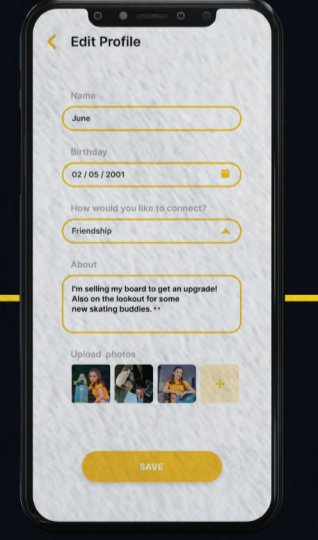 Edit Profile
Name
June
Birthday
02 / 05 / 2001
How would you like to connect?
Friendship
About
I'm selling my board to get an upgrade!
Also on the lookout for some
new skating buddies.
Upload photos
+
SAVE